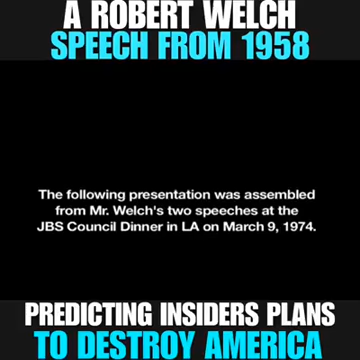 A ROBERT WELCH
SPEECH FROM 1958
The following presentation was assembled
from Mr. Welch's two speeches at the
JBS Council Dinner in LA on March 9, 1974.
PREDICTING INSIDERS PLANS
TO DESTROY AMERICA